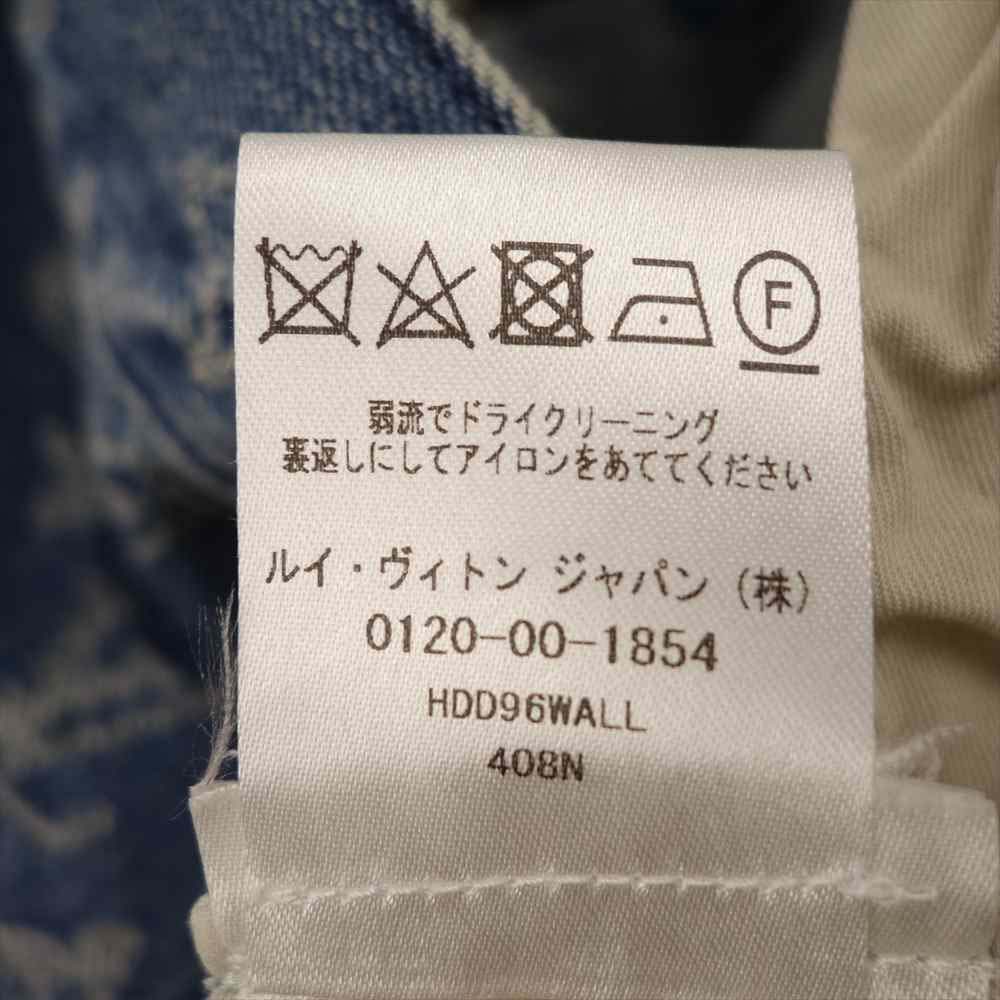 F
弱流でドライクリーニング
裏返しにしてアイロンをあててください
ルイ・ヴィトン ジャパン (株)
0120-00-1854
HDD96WALL
408N